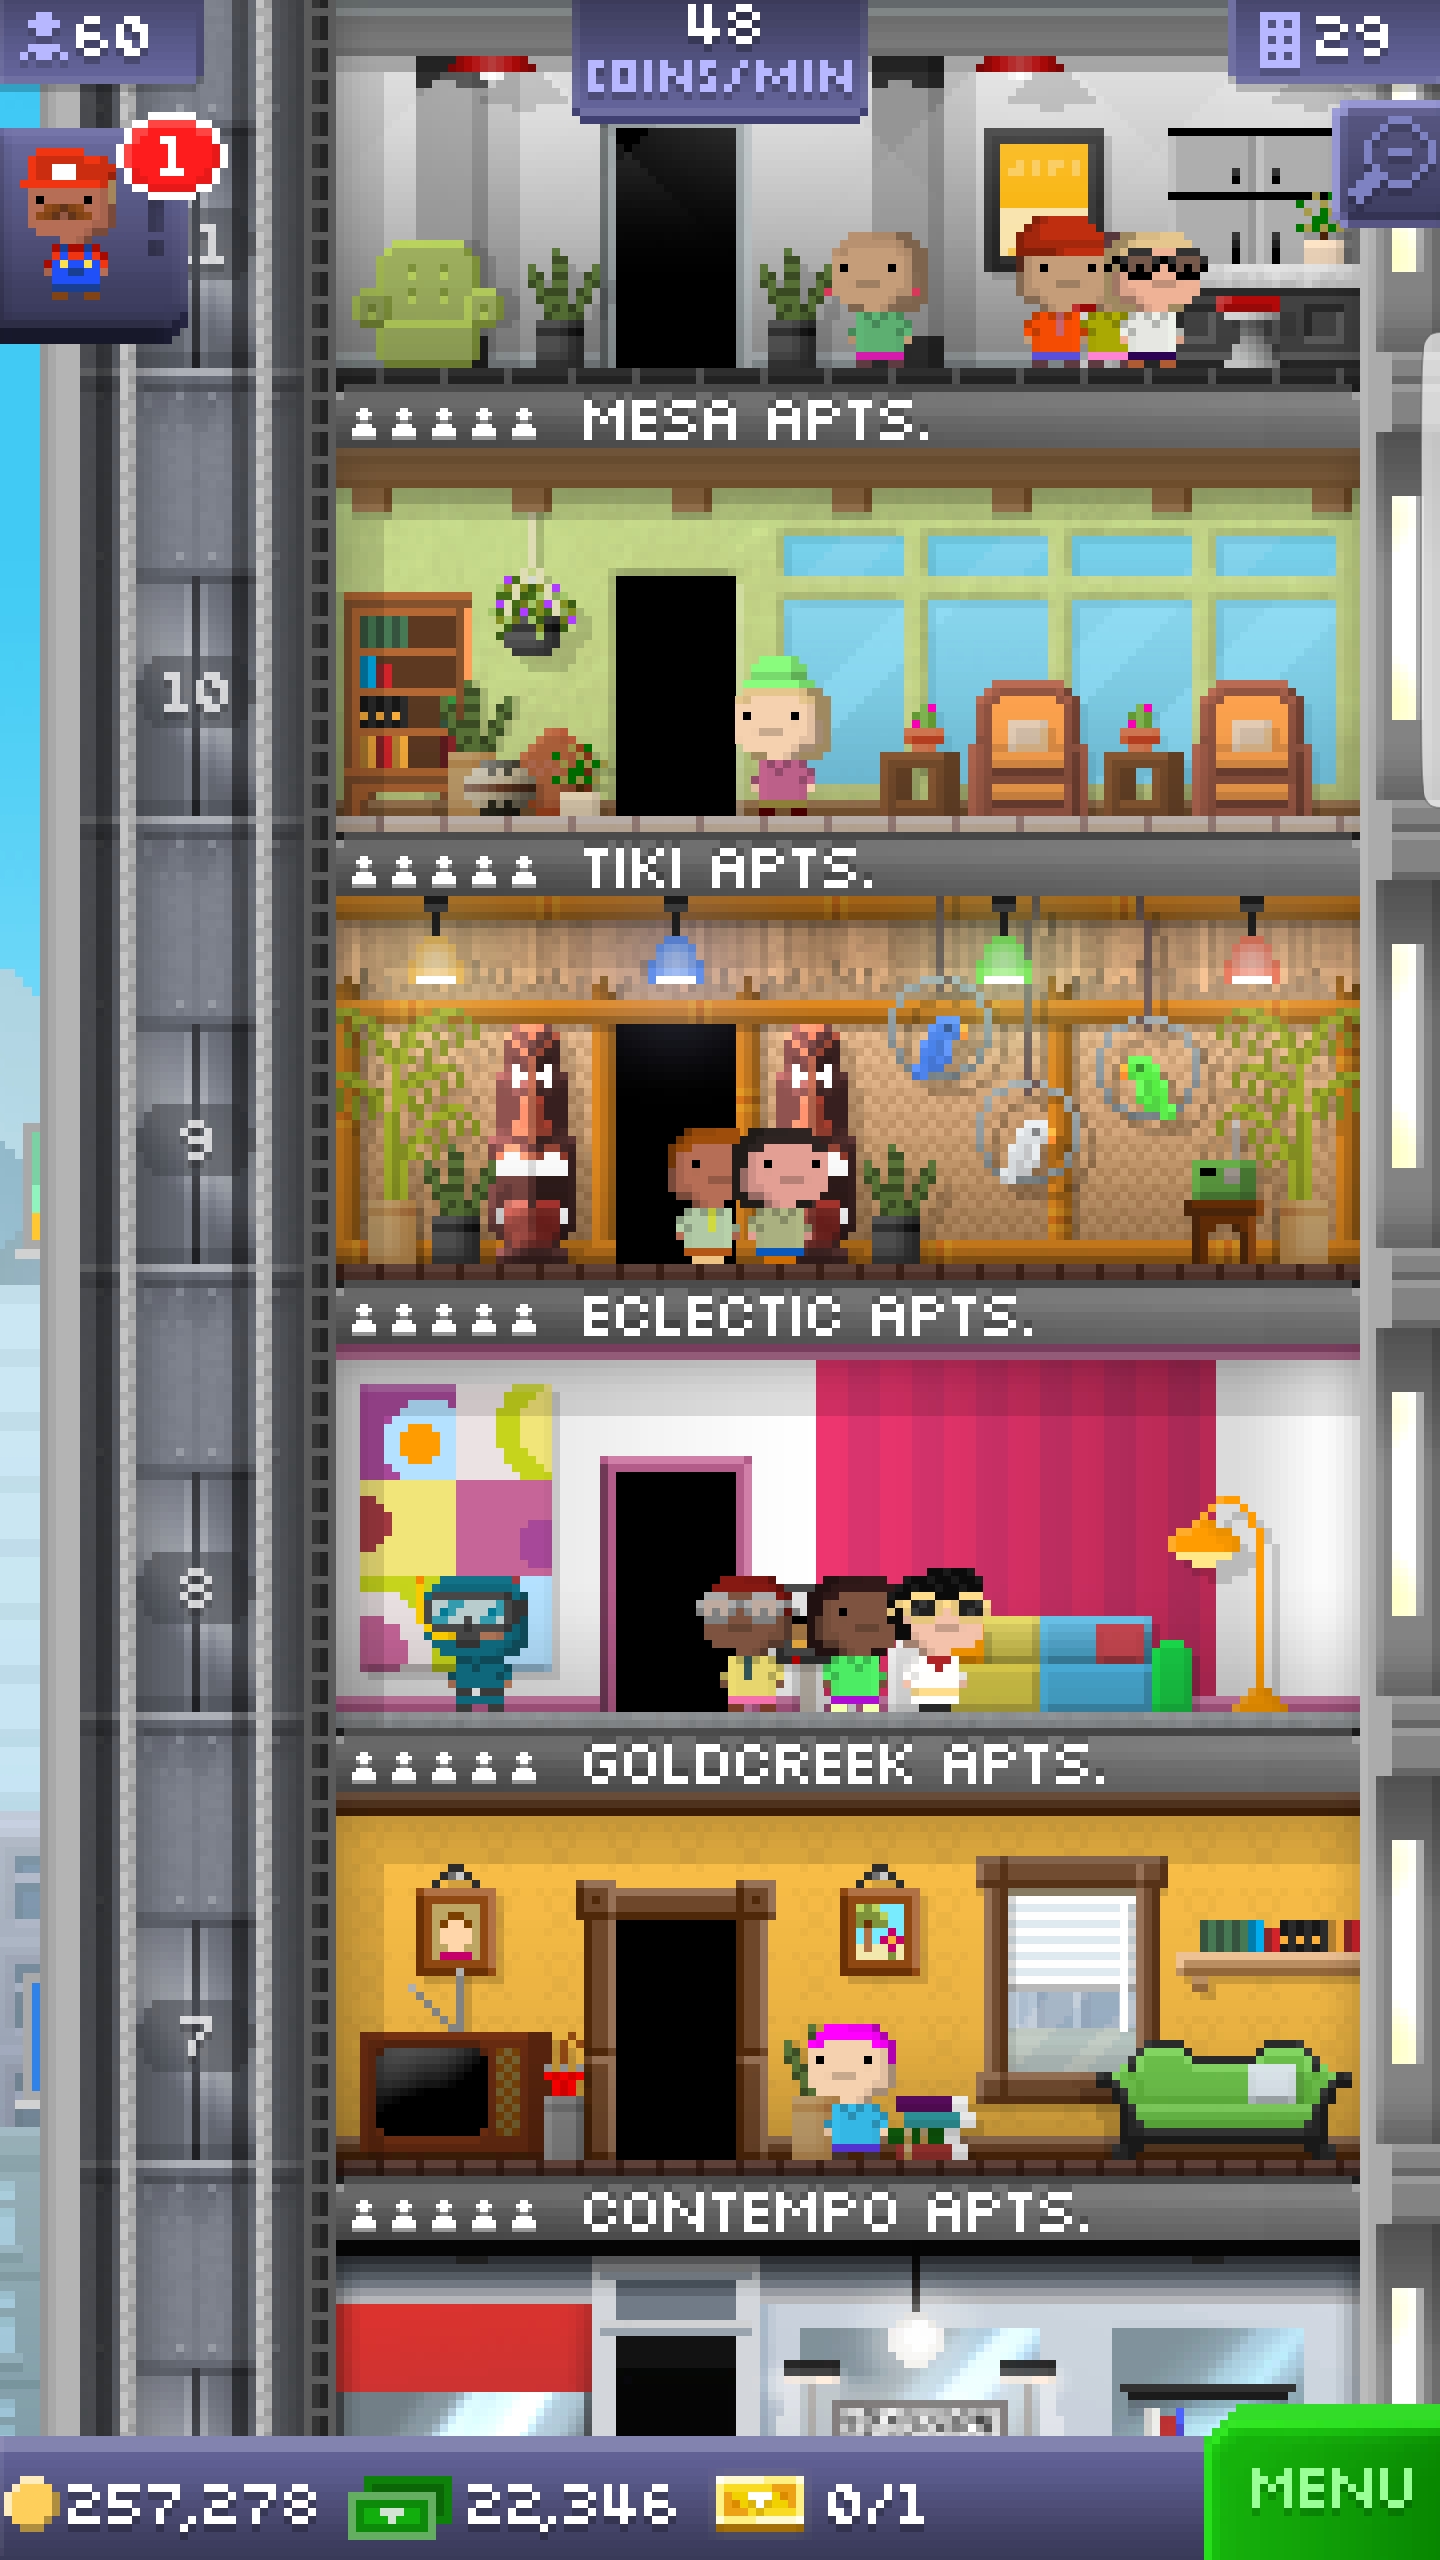 60
48
COINS/MIN
29
1
MESA APTS.
10
TIKI APTS.
9
ECLECTIC APTS.
8
GOLDCREEK APTS.
7
CONTEMPO APTS.
257,278
22,346
0/1
MENU